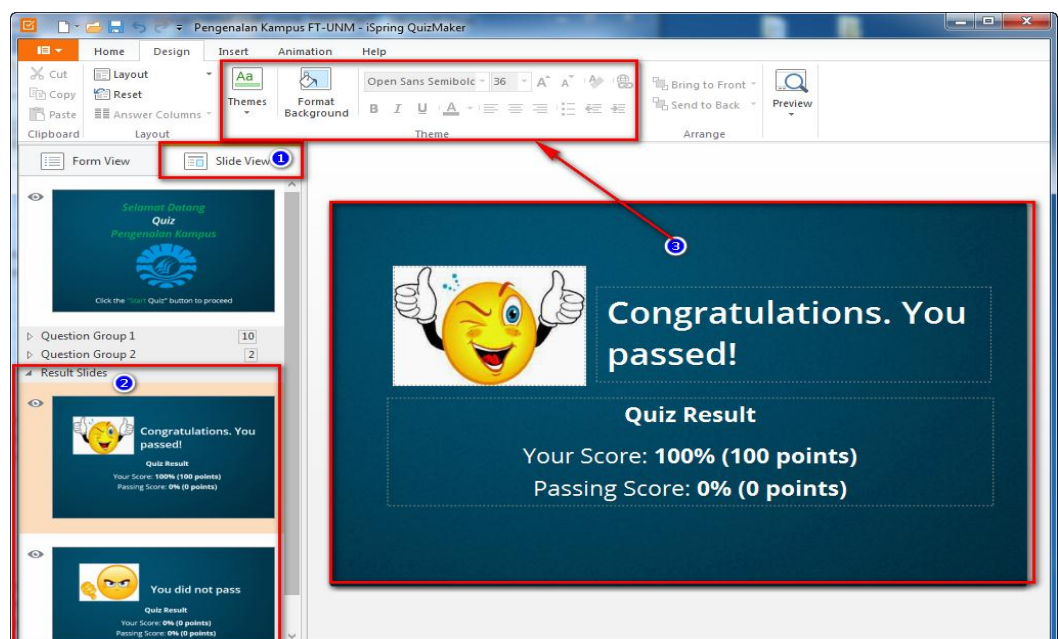 Pengenalan Kampus FT-UNM - iSpring QuizMaker
Home Design Insert Animation Help
Cut
Copy
Paste
Clipboard
Layout
Reset
Answer Columns
Layout
Aa
Themes
Format
Background
Open Sans Semibolc 36 A A
B I U A
Theme
Bring to Front
Send to Back
Arrange
Preview
Form View
Slide View
1
Selamat Datang
Quiz
Pengenalan Kampus
Click the "Start Quiz" button to proceed
Question Group 1 10
Question Group 2 2
Result Slides
2
Congratulations. You
passed!
Quiz Result
Your Score: 100% (100 points)
Passing Score: 0% (0 points)
You did not pass
Quiz Result
Your Score: 0% (0 points)
Passing Score: 0% (0 points)
3
Congratulations. You
passed!
Quiz Result
Your Score: 100% (100 points)
Passing Score: 0% (0 points)